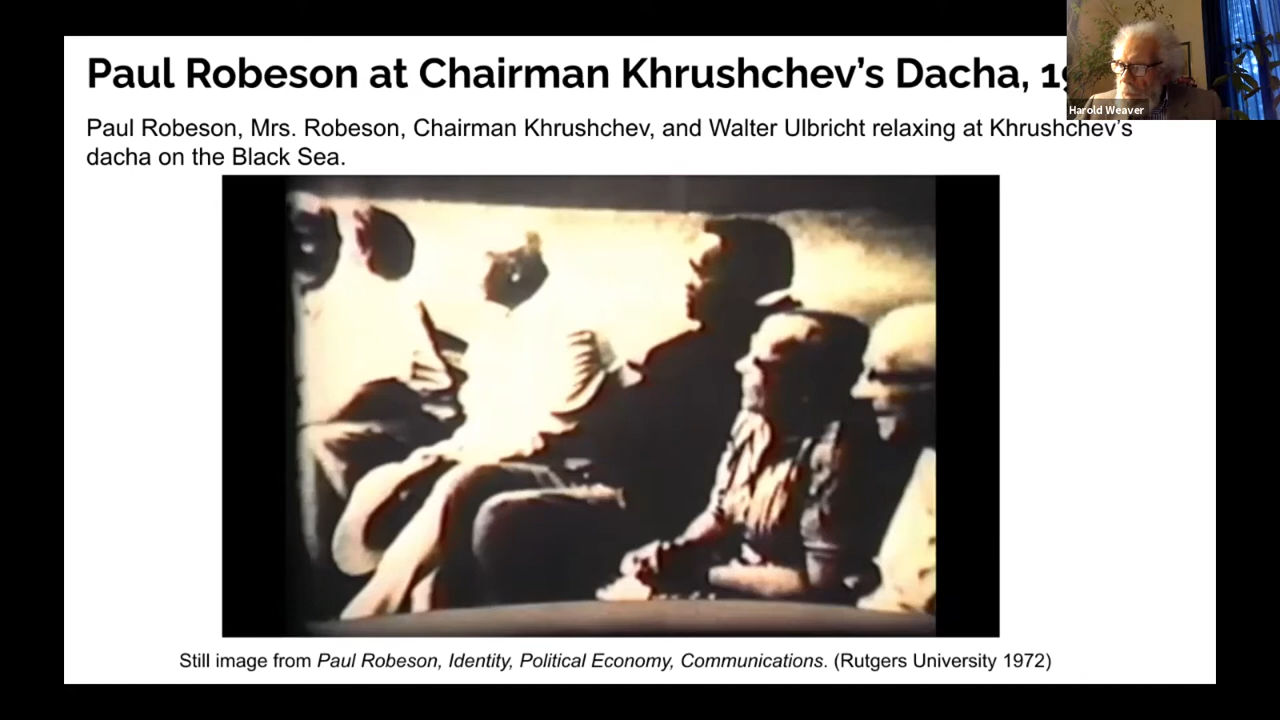 Paul Robeson at Chairman Khrushchev's Dacha,
Harold Weaver
Paul Robeson, Mrs. Robeson, Chairman Khrushchev, and Walter Ulbricht relaxing at Khrushchev's
dacha on the Black Sea.
Still image from Paul Robeson, Identity, Political Economy, Communications. (Rutgers University 1972)